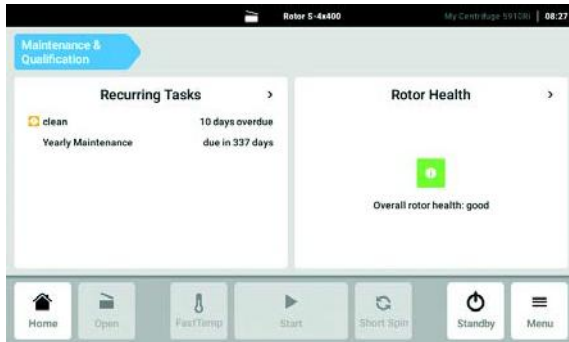 Rotor S-4x400 My Centrifuge 5910Ri | 08:27
Maintenance &
Qualification
Recurring Tasks >
clean 10 days overdue
Yearly Maintenance due in 337 days
Rotor Health >
Overall rotor health: good
Home Open FastTemp Start Short Spin Standby Menu